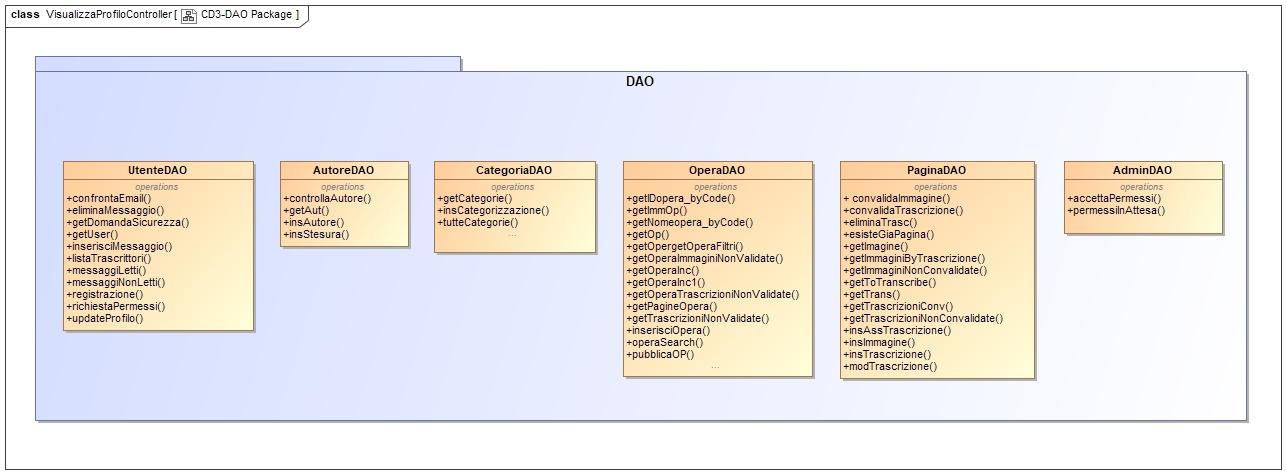 class VisualizzaProfiloController [ CD3-DAO Package ]
DAO
UtenteDAO
operations
+confrontaEmail()
+eliminaMessaggio()
+getDomandaSicurezza()
+getUser()
+inserisciMessaggio()
+listaTrascrittori()
+messaggiLetti()
+messaggiNonLetti()
+registrazione()
+richiestaPermessi()
+updateProfilo()
AutoreDAO
operations
+controllaAutore()
+getAut()
+insAutore()
+insStesura()
CategoriaDAO
operations
+getCategorie()
+insCategorizzazione()
+tutteCategorie()
...
OperaDAO
operations
+getIDopera_byCode()
+getImmOp()
+getNomeopera_byCode()
+getOp()
+getOpergetOperaFiltri()
+getOperaImmaginiNonValidate()
+getOperaInc()
+getOperaInc1()
+getOperaTrascrizioniNonValidate()
+getPagineOpera()
+getTrascrizioniNonValidate()
+inserisciOpera()
+operaSearch()
+pubblicaOP()
...
PaginaDAO
operations
+ convalidaImmagine()
+convalidaTrascrizione()
+eliminaTrasc()
+esisteGiaPagina()
+getImagine()
+getImmaginiByTrascrizione()
+getImmaginiNonConvalidate()
+getToTranscribe()
+getTrans()
+getTrascrizioniConv()
+getTrascrizioniNonConvalidate()
+insAssTrascrizione()
+insImmagine()
+insTrascrizione()
+modTrascrizione()
AdminDAO
operations
+accettaPermessi()
+permessiInAttesa()